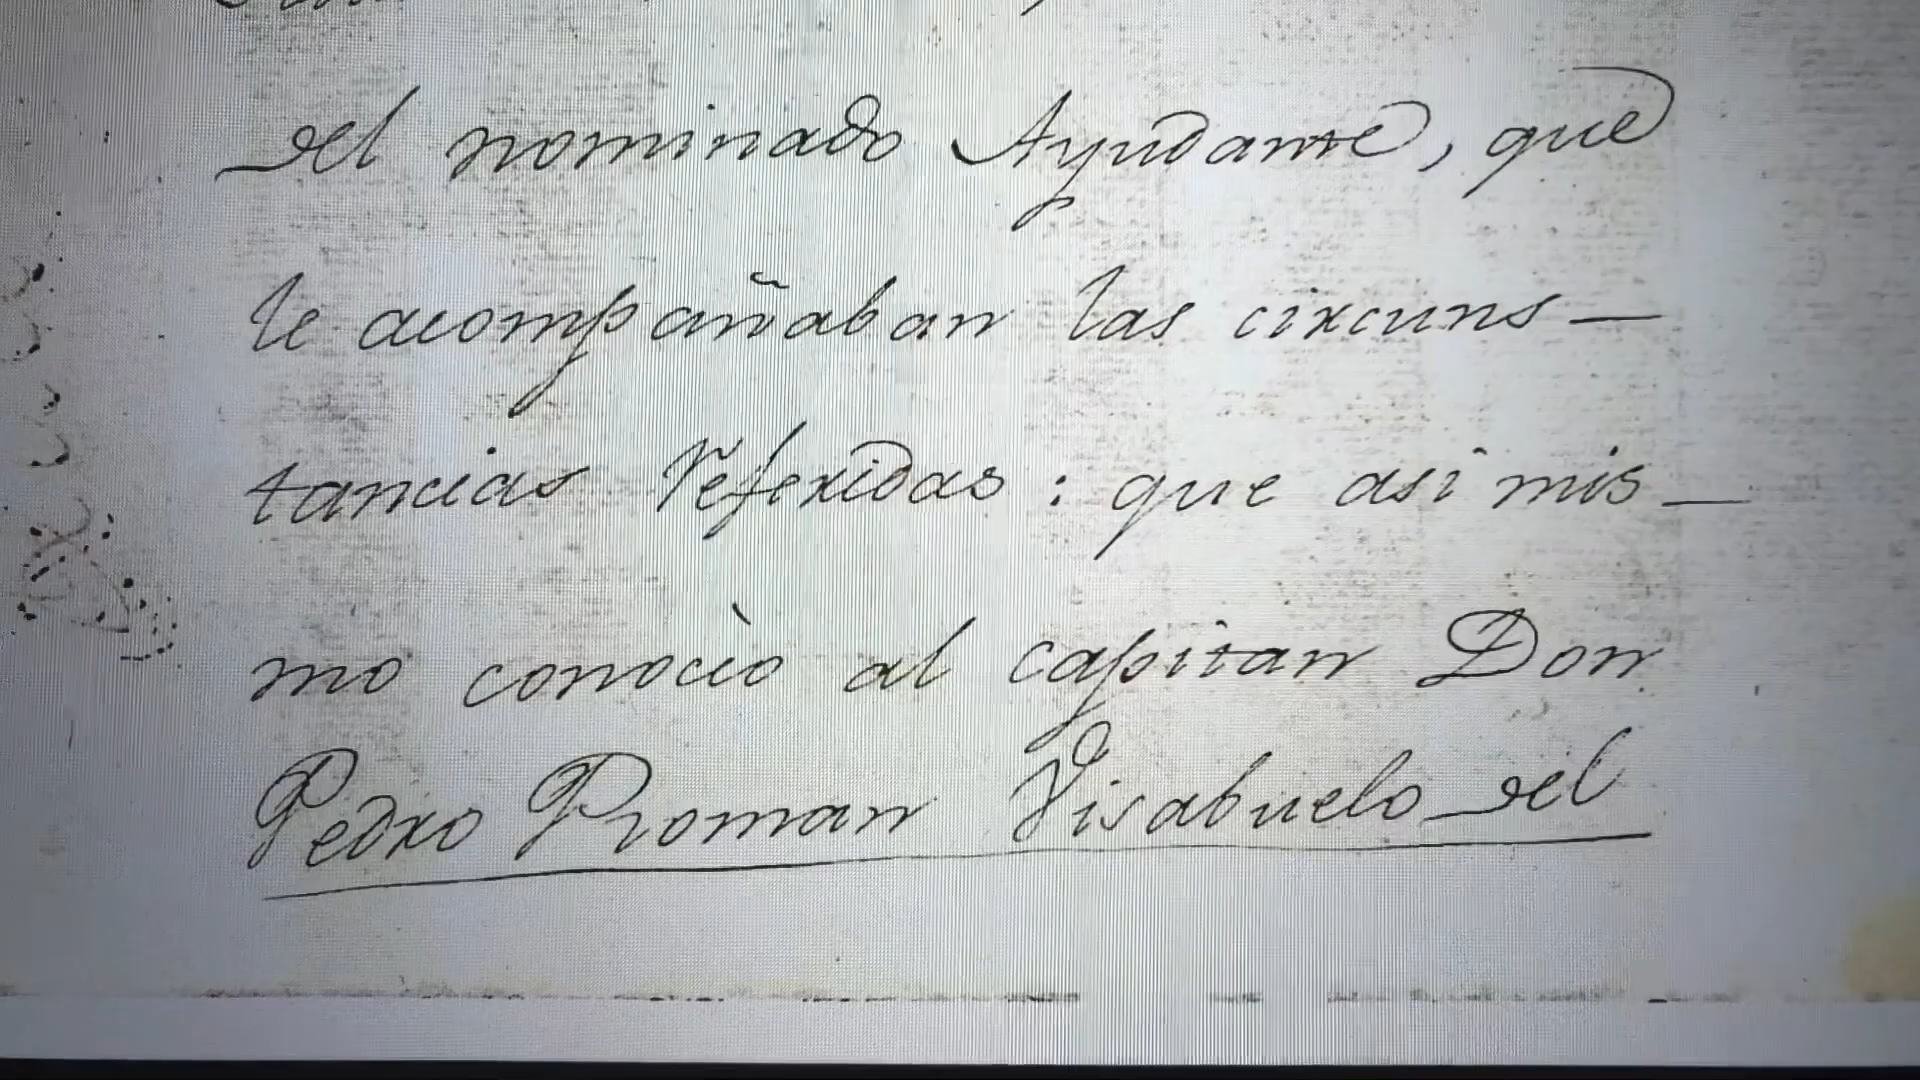 del nominado Ayudante, que
le acompañaban las circuns—
tancias referidas: que asi mis—
mo conociò al capitan Don
Pedro Roman Visabuelo del